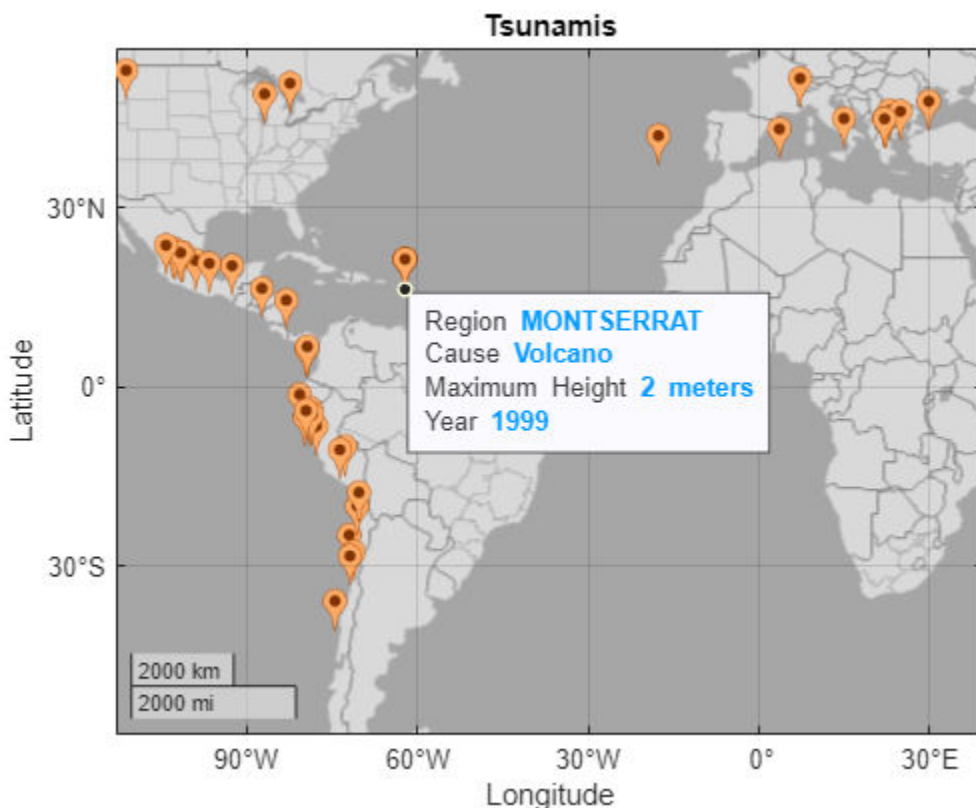 Tsunamis
30°N
0°
30°S
Latitude
Region MONTSERRAT
Cause Volcano
Maximum Height 2 meters
Year 1999
2000 km
2000 mi
90°W
60°W
30°W
0°
30°E
Longitude